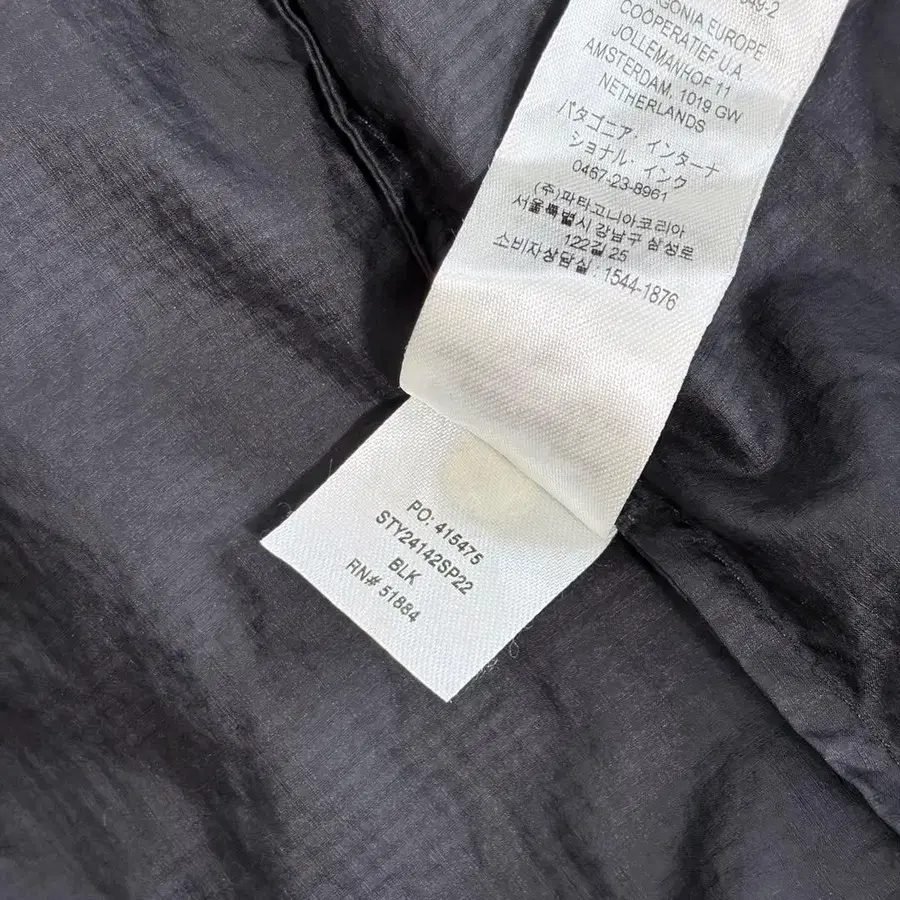 49-2
AGONIA EUROPE
COOPERATIEF U.A.
JOLLEMANHOF 11
AMSTERDAM, 1019 GW
NETHERLANDS
パタゴニア・インターナ
ショナル・インク
0467-23-8961
(주)파타고니아코리아
서울특별시 강남구 삼성로
122길 25
소비자상담실 : 1544-1876
PO: 415475
STY24142SP22
BLK
RN# 51884